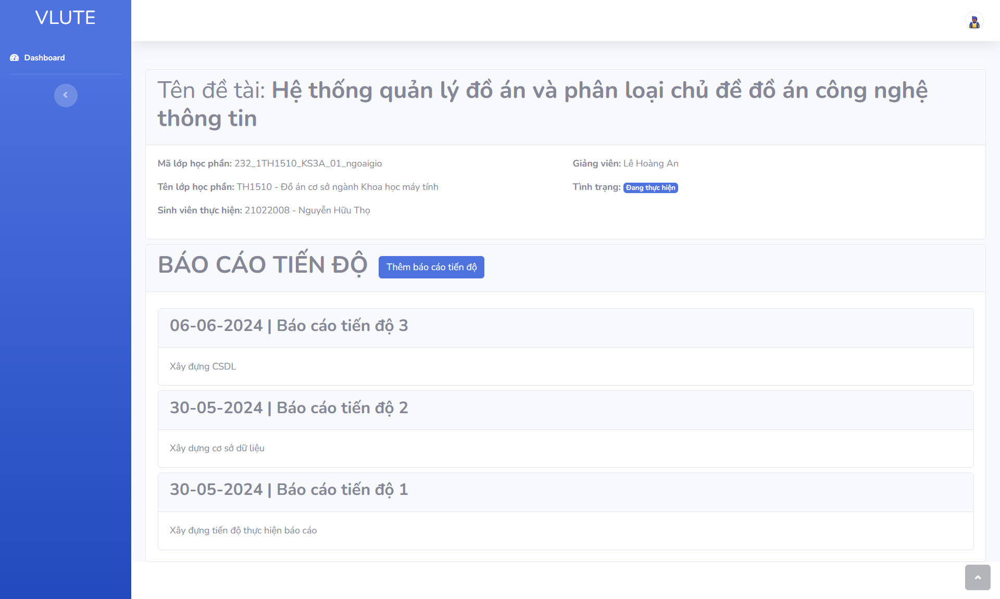 VLUTE
Dashboard
Tên đề tài: Hệ thống quản lý đồ án và phân loại chủ đề đồ án công nghệ
thông tin
Mã lớp học phần: 232_1TH1510_KS3A_01_ngoaigio
Giảng viên: Lê Hoàng An
Tên lớp học phần: TH1510 - Đồ án cơ sở ngành Khoa học máy tính
Tình trạng: Đang thực hiện
Sinh viên thực hiện: 21022008 - Nguyễn Hữu Thọ
BÁO CÁO TIẾN ĐỘ Thêm báo cáo tiến độ
06-06-2024 | Báo cáo tiến độ 3
Xây đựng CSDL
30-05-2024 | Báo cáo tiến độ 2
Xây dựng cơ sở dữ liệu
30-05-2024 | Báo cáo tiến độ 1
Xây đựng tiến độ thực hiện báo cáo